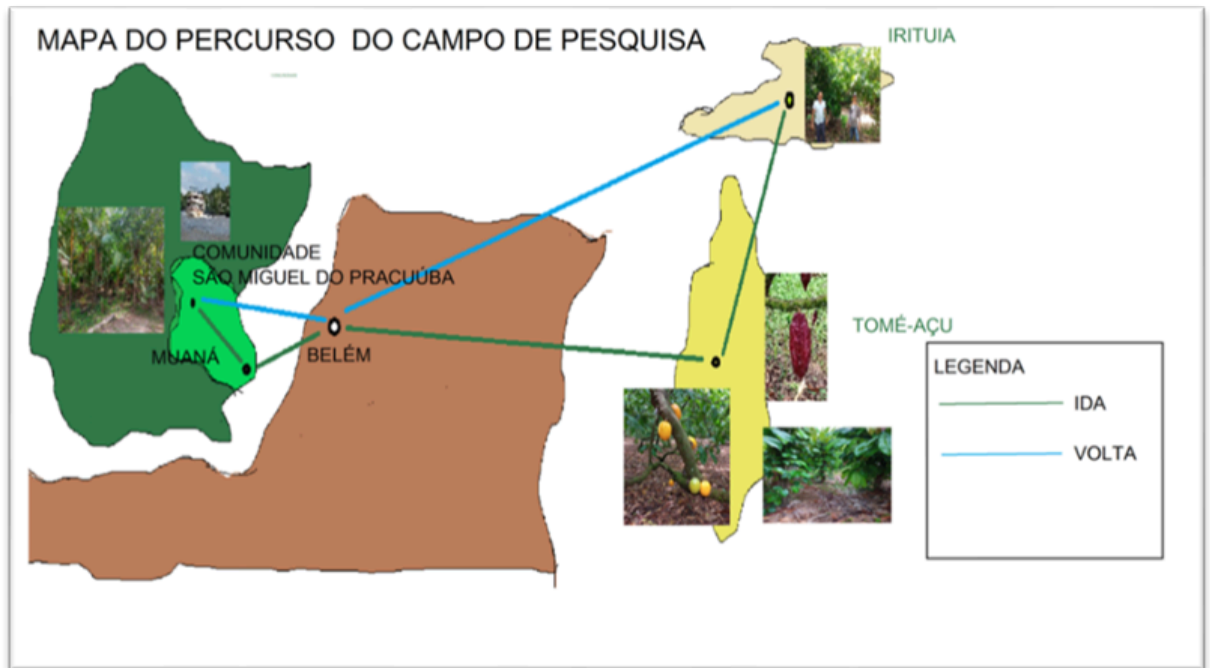 MAPA DO PERCURSO DO CAMPO DE PESQUISA
IRITUIA
COMUNIDADE
SÃO MIGUEL DO PRACUÚBA
MUANÁ
BELÉM
TOMÉ-AÇU
LEGENDA
IDA
VOLTA